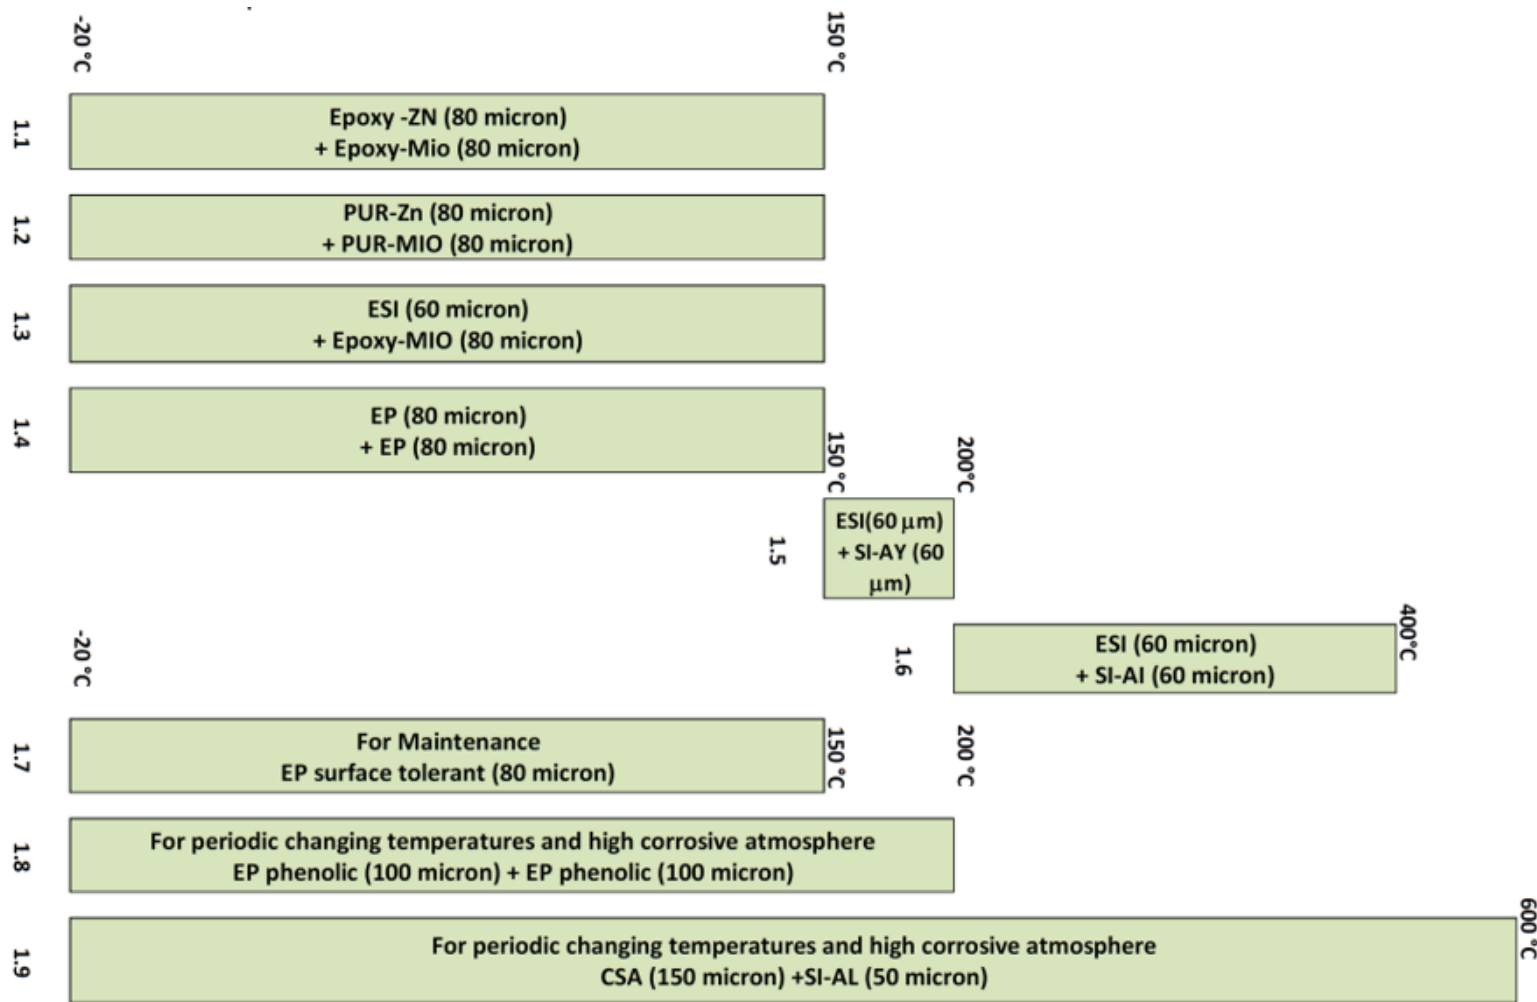 -20 °C
150 °C
1.1
Epoxy -ZN (80 micron)
+ Epoxy-Mio (80 micron)
1.2
PUR-Zn (80 micron)
+ PUR-MIO (80 micron)
1.3
ESI (60 micron)
+ Epoxy-MIO (80 micron)
1.4
EP (80 micron)
+ EP (80 micron)
150 °C
200°C
1.5
ESI(60 μm)
+ SI-AY (60
μm)
400°C
-20 °C
1.6
ESI (60 micron)
+ SI-AI (60 micron)
1.7
For Maintenance
EP surface tolerant (80 micron)
150 °C
200 °C
1.8
For periodic changing temperatures and high corrosive atmosphere
EP phenolic (100 micron) + EP phenolic (100 micron)
600 °C
1.9
For periodic changing temperatures and high corrosive atmosphere
CSA (150 micron) +SI-AL (50 micron)